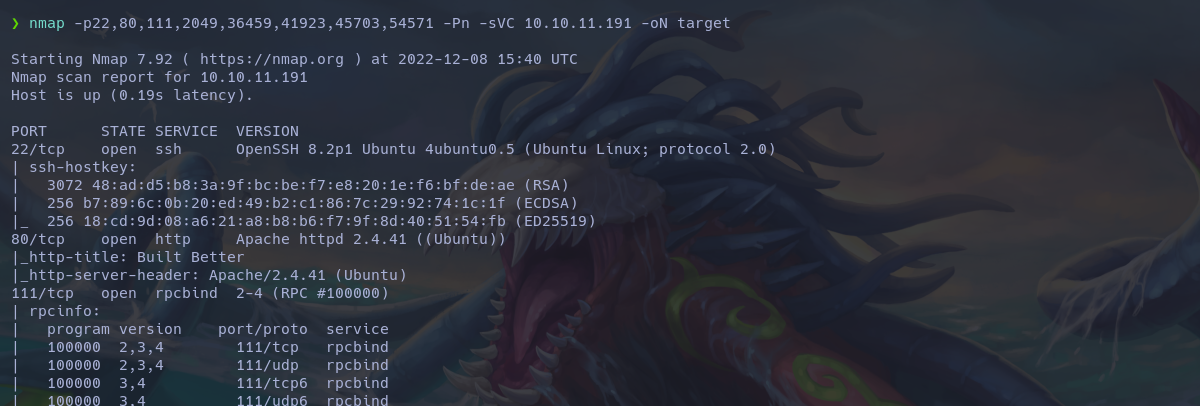 ❯ nmap -p22,80,111,2049,36459,41923,45703,54571 -Pn -sVC 10.10.11.191 -oN target
Starting Nmap 7.92 ( https://nmap.org ) at 2022-12-08 15:40 UTC
Nmap scan report for 10.10.11.191
Host is up (0.19s latency).
PORT      STATE SERVICE  VERSION
22/tcp    open  ssh      OpenSSH 8.2p1 Ubuntu 4ubuntu0.5 (Ubuntu Linux; protocol 2.0)
| ssh-hostkey:
|   3072 48:ad:d5:b8:3a:9f:bc:be:f7:e8:20:1e:f6:bf:de:ae (RSA)
|   256 b7:89:6c:0b:20:ed:49:b2:c1:86:7c:29:92:74:1c:1f (ECDSA)
|_  256 18:cd:9d:08:a6:21:a8:b8:b6:f7:9f:8d:40:51:54:fb (ED25519)
80/tcp    open  http     Apache httpd 2.4.41 ((Ubuntu))
|_http-title: Built Better
|_http-server-header: Apache/2.4.41 (Ubuntu)
111/tcp   open  rpcbind  2-4 (RPC #100000)
| rpcinfo:
|   program version    port/proto  service
|   100000  2,3,4        111/tcp   rpcbind
|   100000  2,3,4        111/udp   rpcbind
|   100000  3,4          111/tcp6  rpcbind
|   100000  3,4          111/udp6  rpcbind